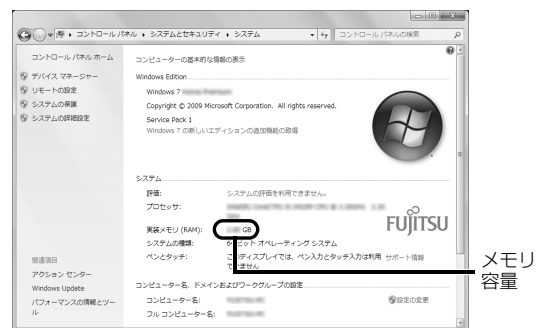 コントロール パネル ▸ システムとセキュリティ ▸ システム
コントロール パネルの検索
コントロール パネル ホーム
デバイス マネージャー
リモートの設定
システムの保護
システムの詳細設定
コンピューターの基本的な情報の表示
Windows Edition
Windows 7
Copyright © 2009 Microsoft Corporation. All rights reserved.
Service Pack 1
Windows 7 の新しいエディションの追加機能の取得
システム
評価: システムの評価を利用できません。
プロセッサ:
実装メモリ (RAM): GB
システムの種類: ビット オペレーティング システム
ペンとタッチ: このディスプレイでは、ペン入力とタッチ入力は利用できません
FUJITSU
サポート情報
メモリ
容量
コンピューター名、ドメインおよびワークグループの設定
コンピューター名:
設定の変更
フル コンピューター名:
関連項目
アクション センター
Windows Update
パフォーマンスの情報とツール